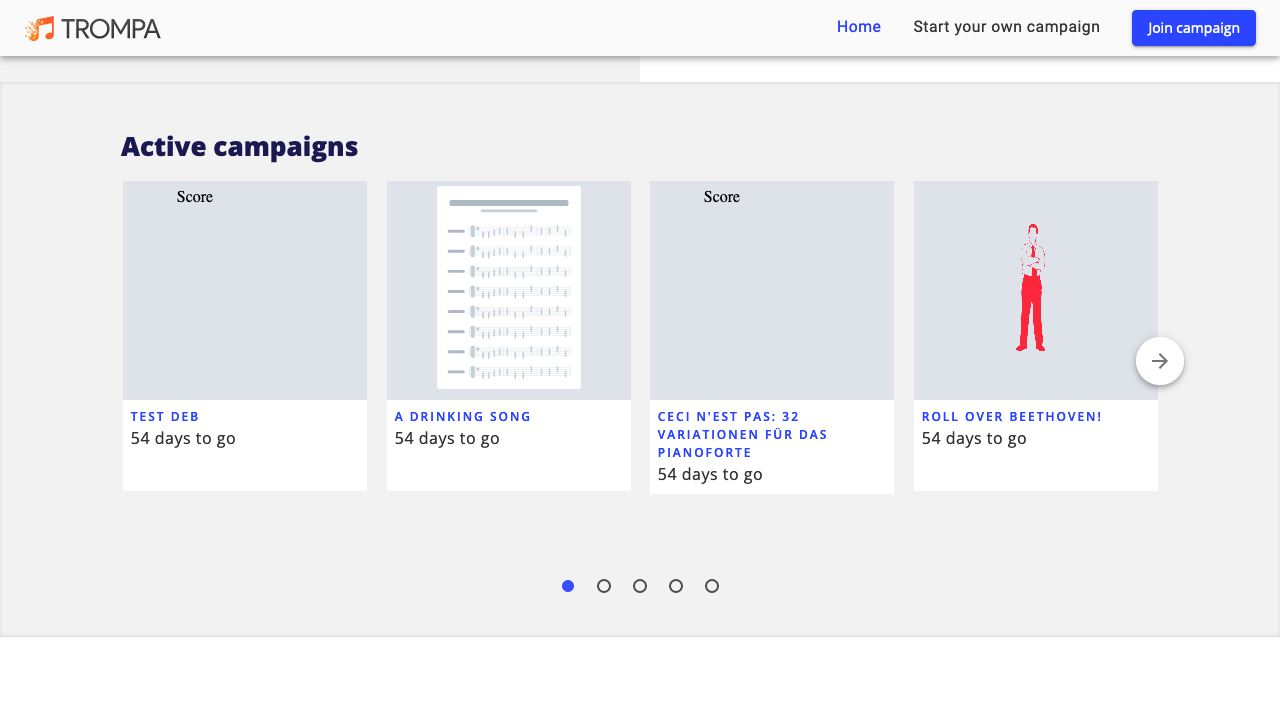 TROMPA
Home
Start your own campaign
Join campaign
Active campaigns
Score
Score
TEST DEB
54 days to go
A DRINKING SONG
54 days to go
CECI N'EST PAS: 32
VARIATIONEN FÜR DAS
PIANOFORTE
54 days to go
ROLL OVER BEETHOVEN!
54 days to go